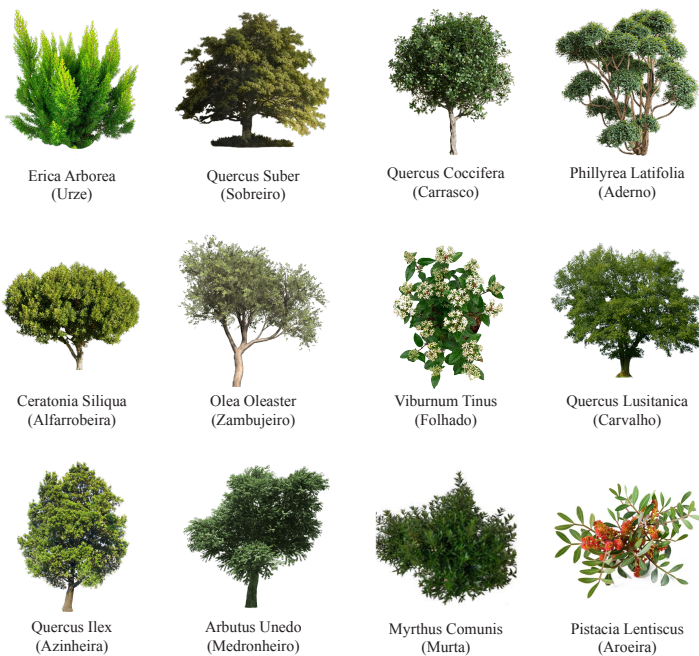 Erica Arborea
(Urze)
Quercus Suber
(Sobreiro)
Quercus Coccifera
(Carrasco)
Phillyrea Latifolia
(Aderno)
Ceratonia Siliqua
(Alfarrobeira)
Olea Oleaster
(Zambujeiro)
Viburnum Tinus
(Folhado)
Quercus Lusitanica
(Carvalho)
Quercus Ilex
(Azinheira)
Arbutus Unedo
(Medronheiro)
Myrthus Comunis
(Murta)
Pistacia Lentiscus
(Aroeira)